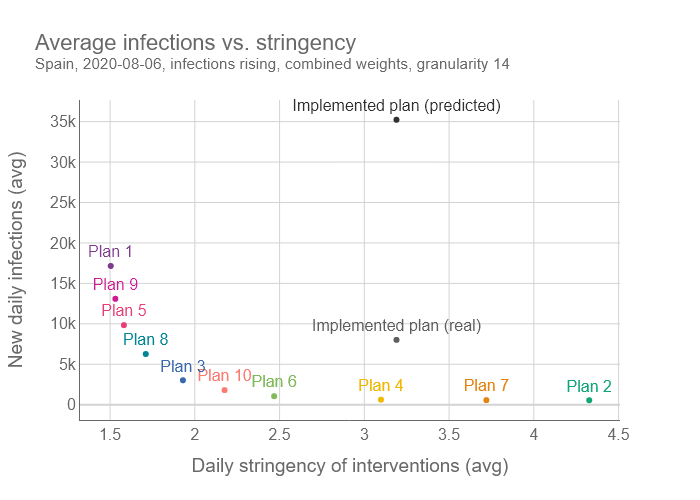 Average infections vs. stringency
Spain, 2020-08-06, infections rising, combined weights, granularity 14
Implemented plan (predicted)
35k
30k
25k
20k
Plan 1
15k
Plan 9
Plan 5
10k
Implemented plan (real)
Plan 8
5k
Plan 3
Plan 10
Plan 6
Plan 4
Plan 7
Plan 2
0
1.5 2 2.5 3 3.5 4 4.5
Daily stringency of interventions (avg)
New daily infections (avg)